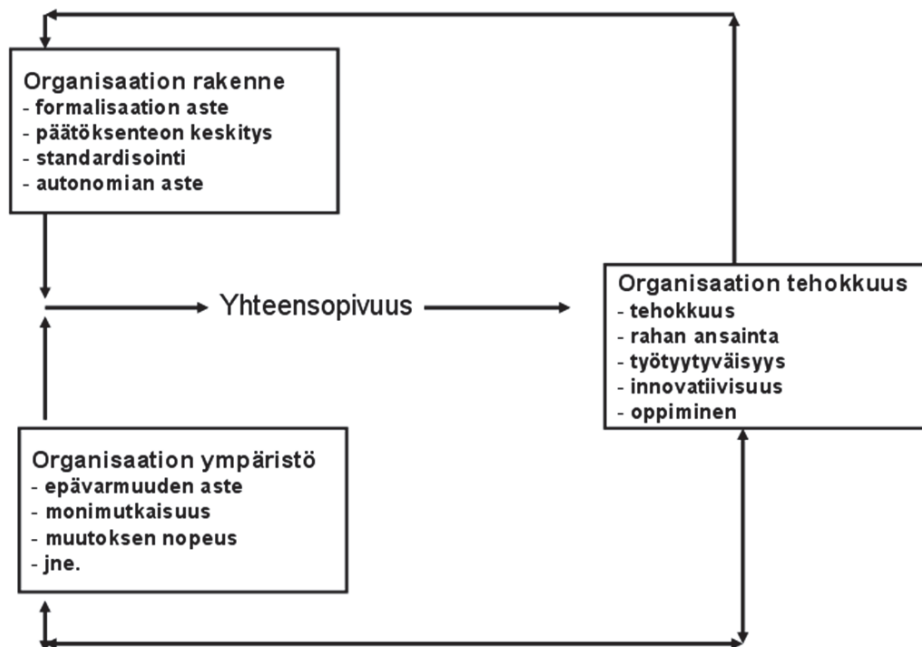 Organisaation rakenne
- formalisaation aste
- päätöksenteon keskitys
- standardisointi
- autonomian aste
Yhteensopivuus
Organisaation tehokkuus
- tehokkuus
- rahan ansainta
- työtyytyväisyys
- innovatiivisuus
- oppiminen
Organisaation ympäristö
- epävarmuuden aste
- monimutkaisuus
- muutoksen nopeus
- jne.